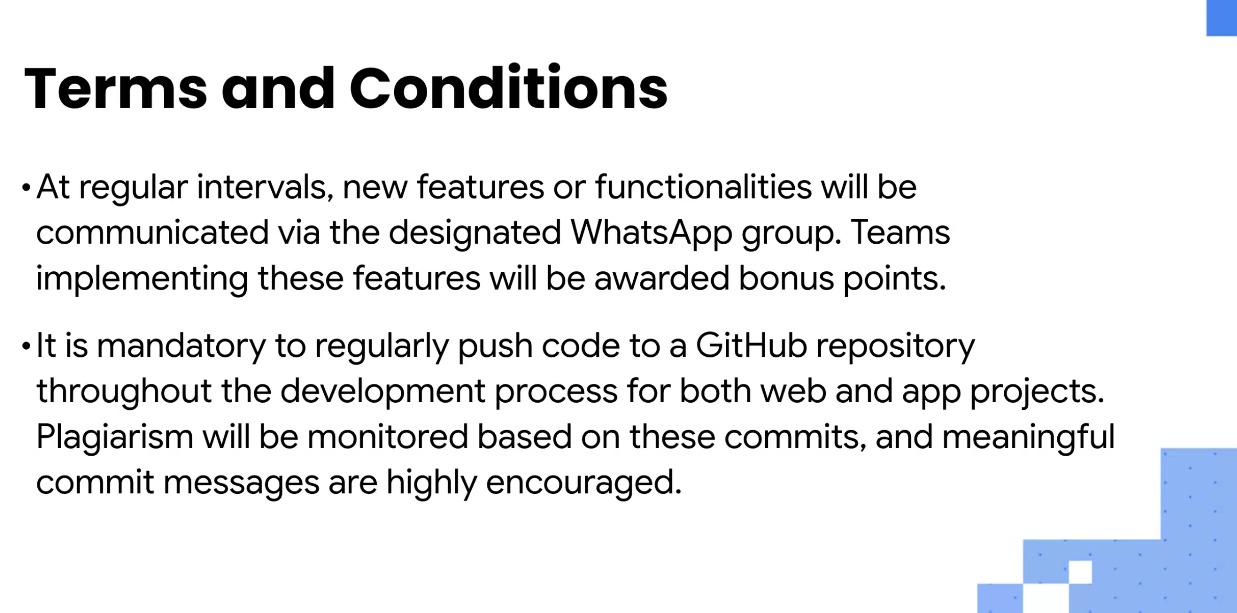 Terms and Conditions
•At regular intervals, new features or functionalities will be
communicated via the designated WhatsApp group. Teams
implementing these features will be awarded bonus points.
•It is mandatory to regularly push code to a GitHub repository
throughout the development process for both web and app projects.
Plagiarism will be monitored based on these commits, and meaningful
commit messages are highly encouraged.